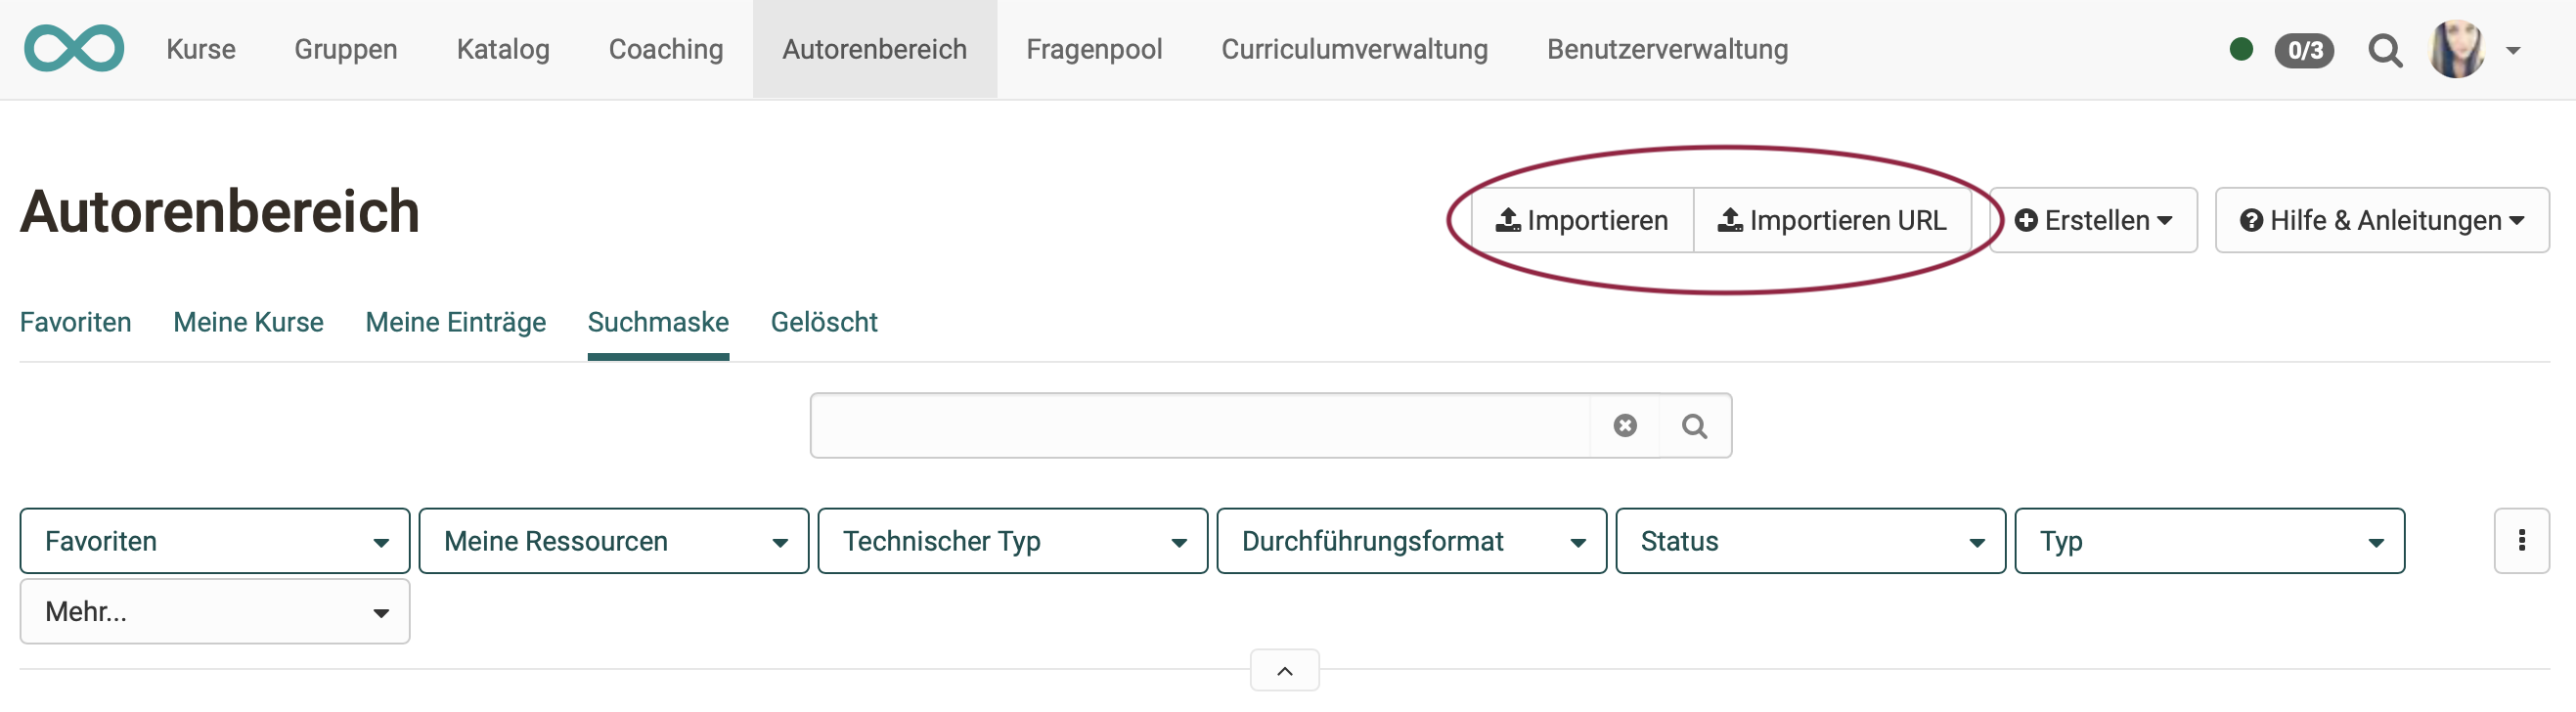 Kurse Gruppen Katalog Coaching Autorenbereich Fragenpool Curriculumverwaltung Benutzerverwaltung 0/3
Autorenbereich Importieren Importieren URL Erstellen Hilfe & Anleitungen
Favoriten Meine Kurse Meine Einträge Suchmaske Gelöscht
Favoriten Meine Ressourcen Technischer Typ Durchführungsformat Status Typ
Mehr...